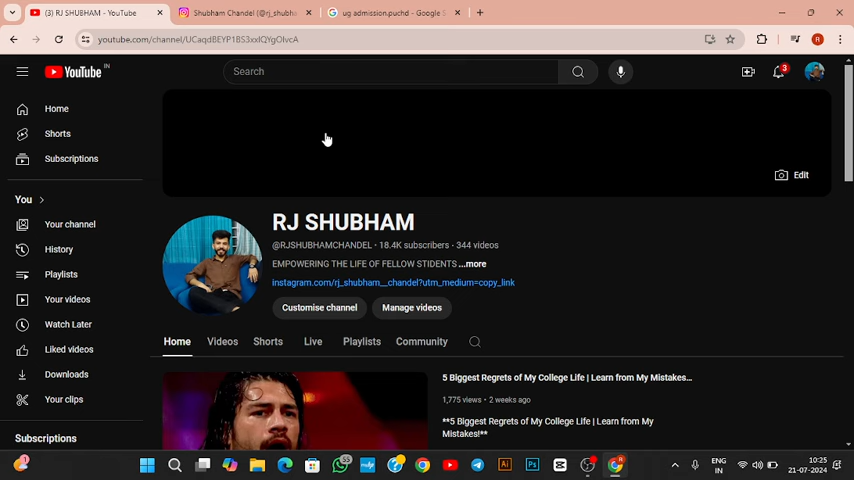 (3) RJ SHUBHAM - YouTube
Shubham Chandel (@rj_shubha
ug admission.puchd - Google S
youtube.com/channel/UCaqdBEYP1BS3xxIQYgOlvcA
YouTube IN
Search
3
Home
Shorts
Subscriptions
You
Your channel
History
Playlists
Your videos
Watch Later
Liked videos
Downloads
Your clips
Subscriptions
Edit
RJ SHUBHAM
@RJSHUBHAMCHANDEL · 18.4K subscribers · 344 videos
EMPOWERING THE LIFE OF FELLOW STIDENTS ...more
instagram.com/rj_shubham__chandel?utm_medium=copy_link
Customise channel Manage videos
Home Videos Shorts Live Playlists Community
5 Biggest Regrets of My College Life | Learn from My Mistakes...
1,775 views · 2 weeks ago
**5 Biggest Regrets of My College Life | Learn from My
Mistakes!**
1
55
Ai
Ps
R
ENG
IN
10:25
21-07-2024